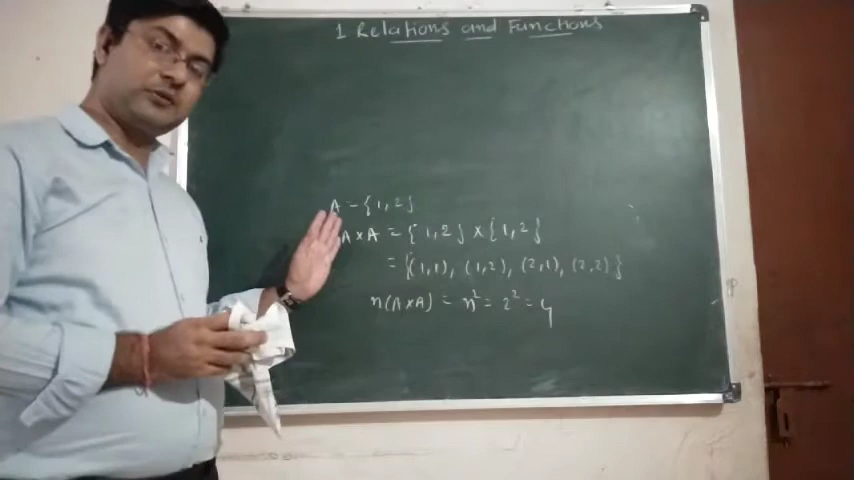 1 Relations and Functions
A = {1,2}
A×A = {1,2} × {1,2}
= {(1,1), (1,2), (2,1), (2,2)}
n(A×A) = n² = 2² = 4